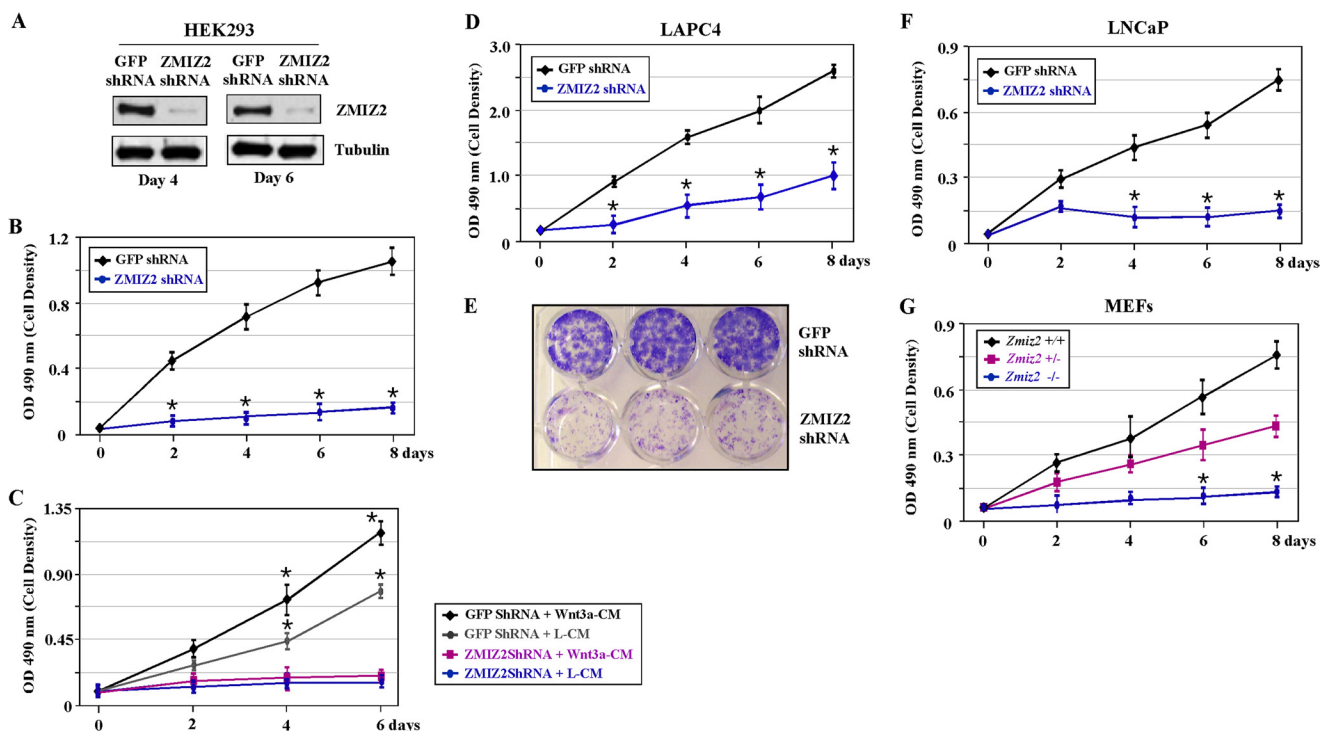 A
HEK293
GFP shRNA
ZMIZ2 shRNA
GFP shRNA
ZMIZ2 shRNA
ZMIZ2
Tubulin
Day 4
Day 6
B
OD 490 nm (Cell Density)
1.2
0.8
0.4
0
GFP shRNA
ZMIZ2 shRNA
* * * *
0 2 4 6 8 days
C
OD 490 nm (Cell Density)
1.35
0.90
0.45
0
* * * *
0 2 4 6 days
GFP ShRNA + Wnt3a-CM
GFP ShRNA + L-CM
ZMIZ2ShRNA + Wnt3a-CM
ZMIZ2ShRNA + L-CM
D
LAPC4
OD 490 nm (Cell Density)
3.0
2.0
1.0
0
GFP shRNA
ZMIZ2 shRNA
* * * *
0 2 4 6 8 days
E
GFP
shRNA
ZMIZ2
shRNA
F
LNCaP
OD 490 nm (Cell Density)
0.9
0.6
0.3
0
GFP shRNA
ZMIZ2 shRNA
* * *
0 2 4 6 8 days
G
MEFs
OD 490 nm (Cell Density)
0.9
0.6
0.3
0
Zmiz2 +/+
Zmiz2 +/-
Zmiz2 -/-
* *
0 2 4 6 8 days